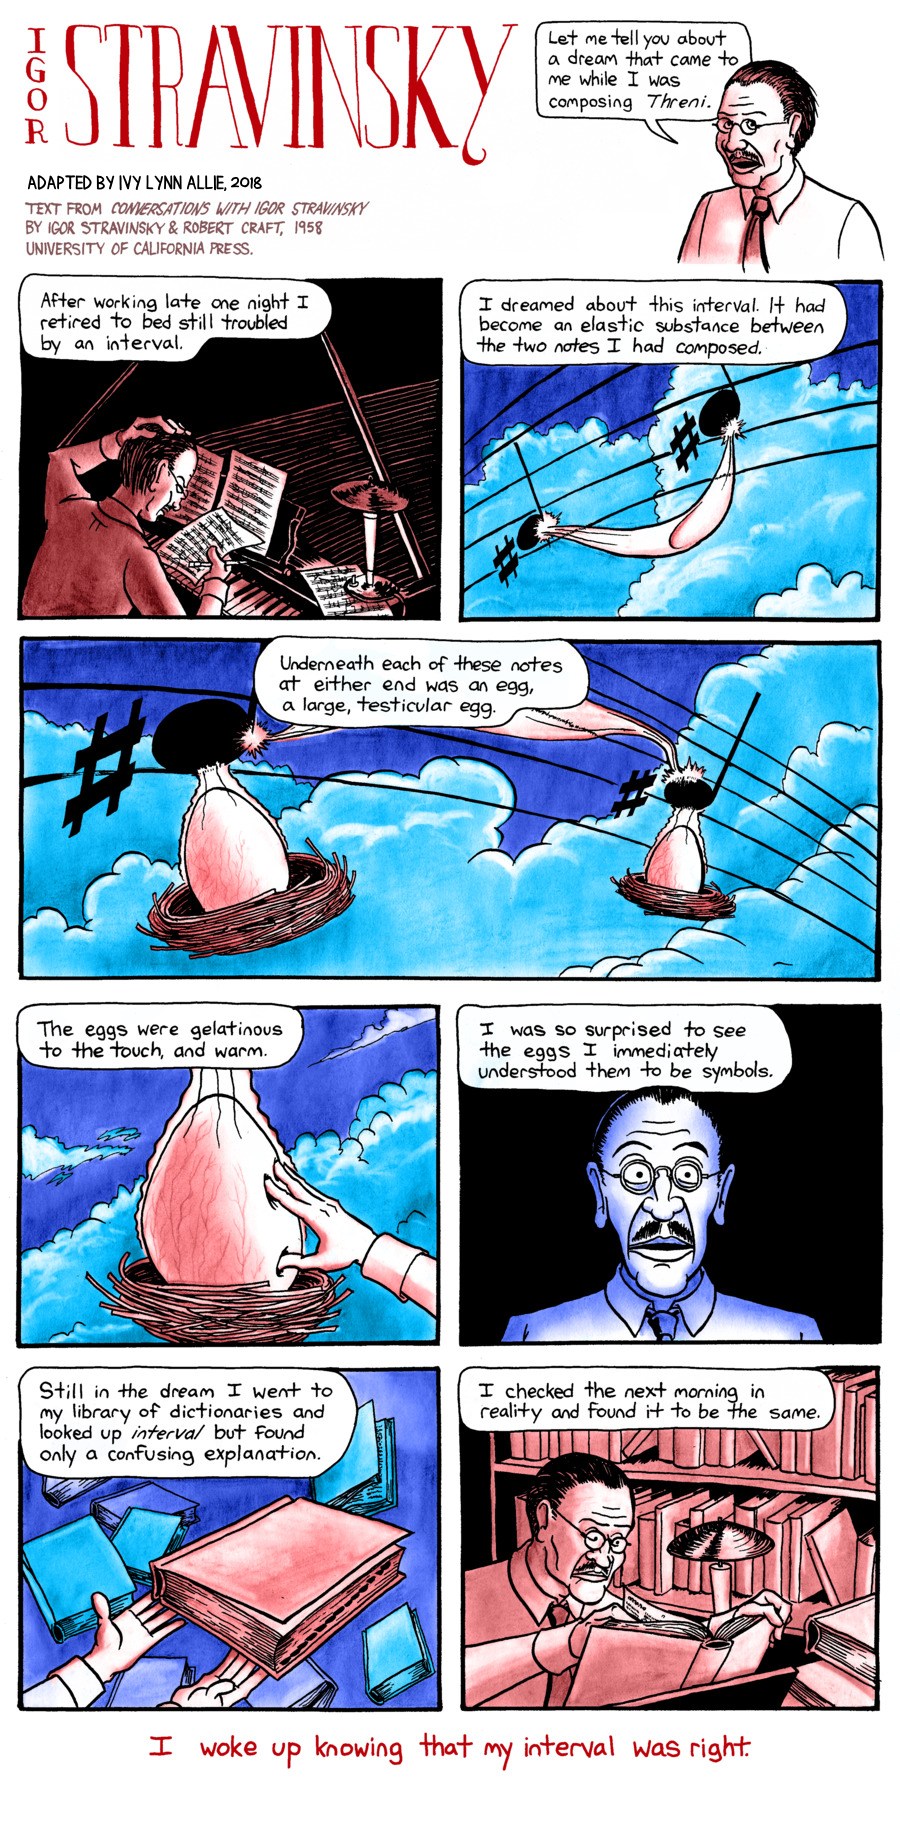 IGOR
STRAVINSKY
ADAPTED BY IVY LYNN ALLIE, 2018
TEXT FROM CONVERSATIONS WITH IGOR STRAVINSKY
BY IGOR STRAVINSKY & ROBERT CRAFT, 1958
UNIVERSITY OF CALIFORNIA PRESS.
Let me tell you about
a dream that came to
me while I was
composing Threni.
After working late one night I
retired to bed still troubled
by an interval.
I dreamed about this interval. It had
become an elastic substance between
the two notes I had composed.
Underneath each of these notes
at either end was an egg,
a large, testicular egg.
The eggs were gelatinous
to the touch, and warm.
I was so surprised to see
the eggs I immediately
understood them to be symbols.
Still in the dream I went to
my library of dictionaries and
looked up interval but found
only a confusing explanation.
I checked the next morning in
reality and found it to be the same.
I woke up knowing that my interval was right.